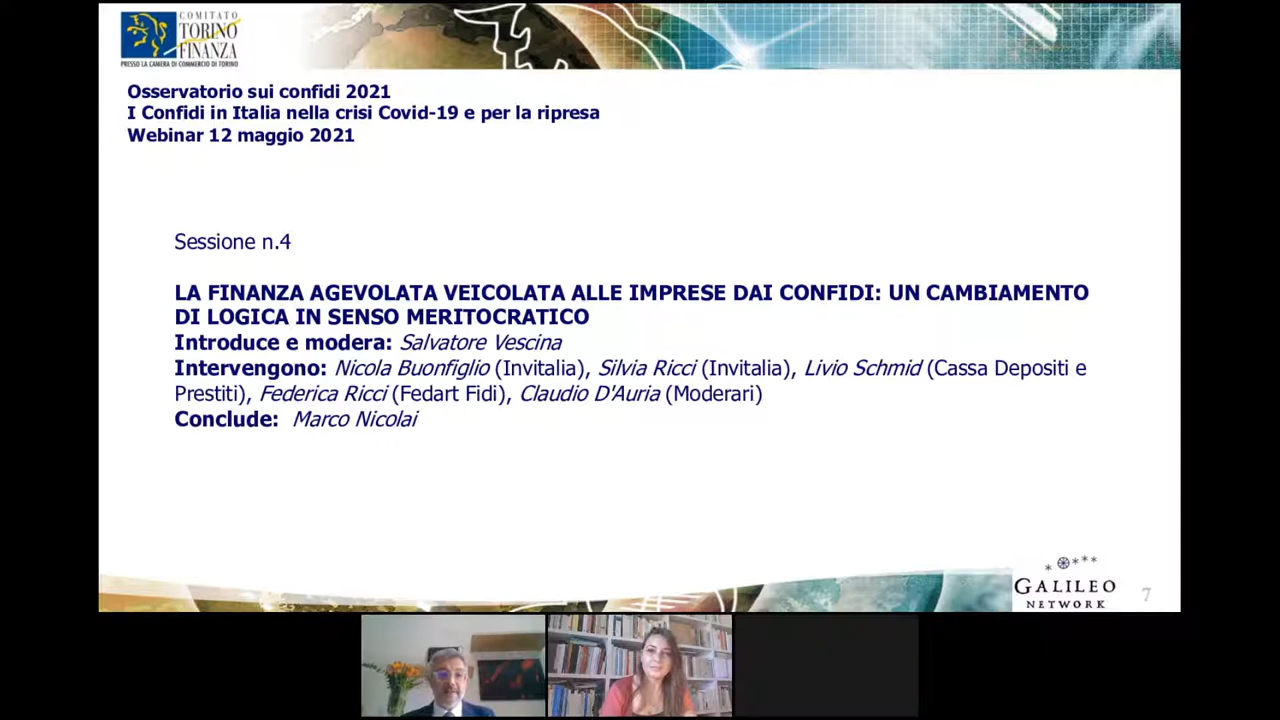 COMITATO
TORINO
FINANZA
PRESSO LA CAMERA DI COMMERCIO DI TORINO
Osservatorio sui confidi 2021
I Confidi in Italia nella crisi Covid-19 e per la ripresa
Webinar 12 maggio 2021
Sessione n.4
LA FINANZA AGEVOLATA VEICOLATA ALLE IMPRESE DAI CONFIDI: UN CAMBIAMENTO
DI LOGICA IN SENSO MERITOCRATICO
Introduce e modera: Salvatore Vescina
Intervengono: Nicola Buonfiglio (Invitalia), Silvia Ricci (Invitalia), Livio Schmid (Cassa Depositi e
Prestiti), Federica Ricci (Fedart Fidi), Claudio D'Auria (Moderari)
Conclude: Marco Nicolai
GALILEO
NETWORK
7